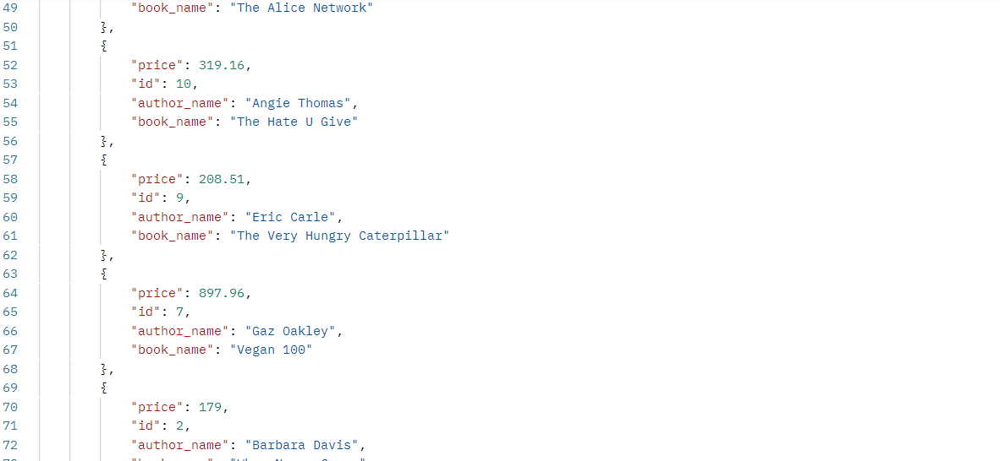 49 "book_name": "The Alice Network"
50 },
51 {
52 "price": 319.16,
53 "id": 10,
54 "author_name": "Angie Thomas",
55 "book_name": "The Hate U Give"
56 },
57 {
58 "price": 208.51,
59 "id": 9,
60 "author_name": "Eric Carle",
61 "book_name": "The Very Hungry Caterpillar"
62 },
63 {
64 "price": 897.96,
65 "id": 7,
66 "author_name": "Gaz Oakley",
67 "book_name": "Vegan 100"
68 },
69 {
70 "price": 179,
71 "id": 2,
72 "author_name": "Barbara Davis",